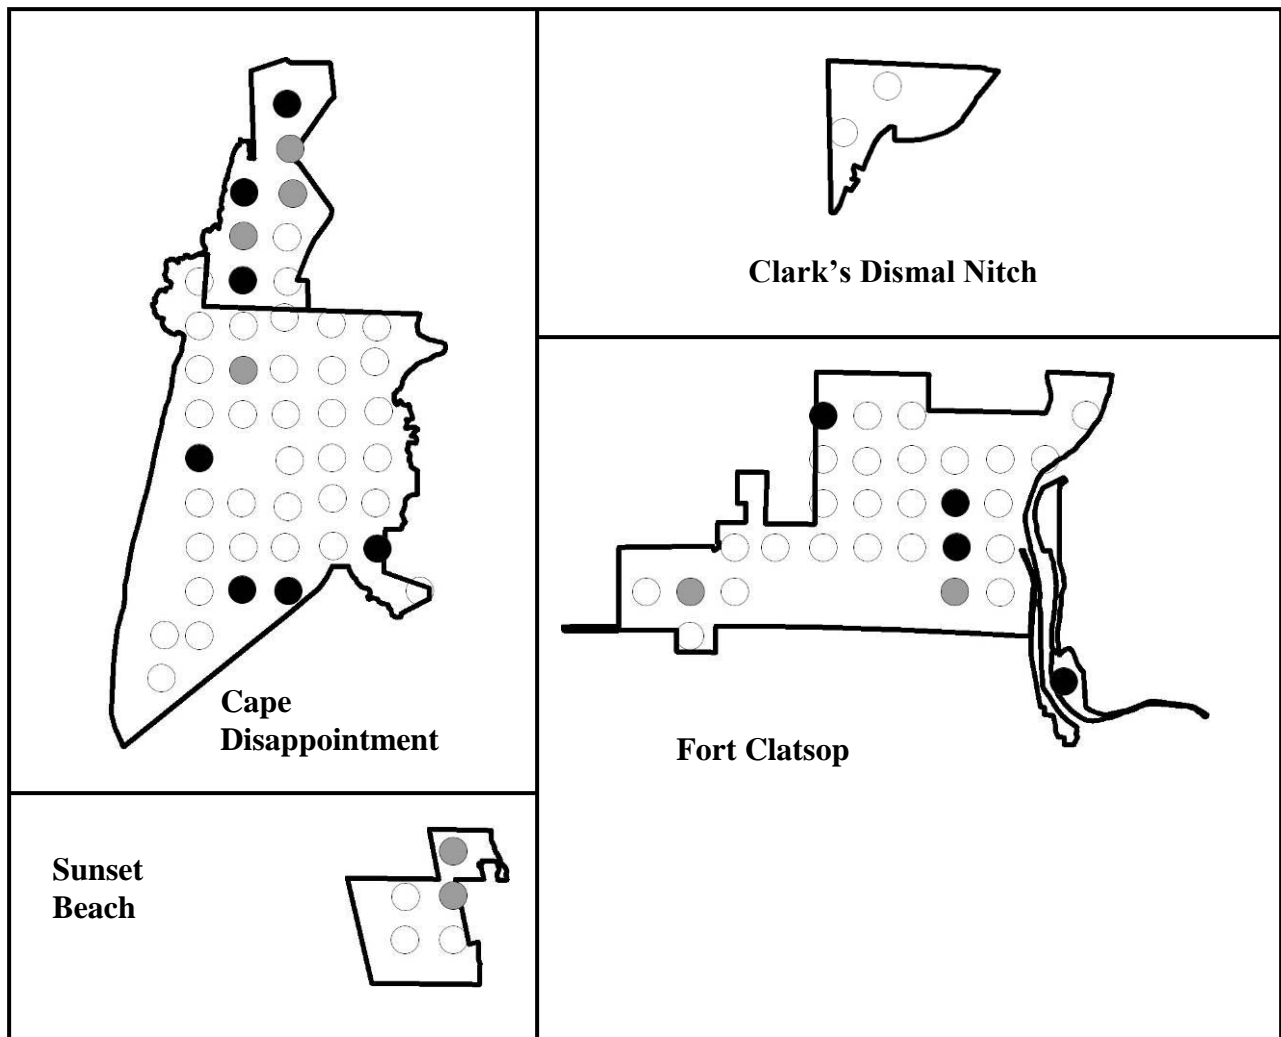 Clark’s Dismal Nitch
Cape
Disappointment
Fort Clatsop
Sunset
Beach